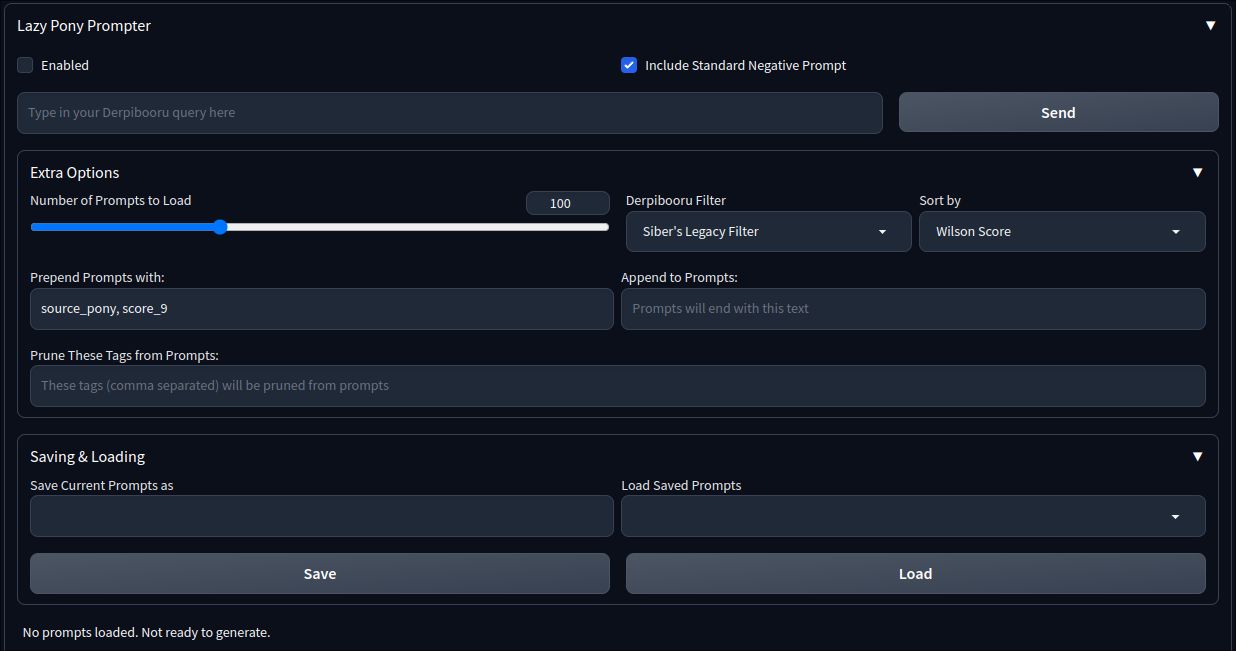 Lazy Pony Prompter ▼
Enabled
Include Standard Negative Prompt
Type in your Derpibooru query here
Send
Extra Options ▼
Number of Prompts to Load
100
Derpibooru Filter
Sort by
Siber's Legacy Filter
Wilson Score
Prepend Prompts with:
Append to Prompts:
source_pony, score_9
Prompts will end with this text
Prune These Tags from Prompts:
These tags (comma separated) will be pruned from prompts
Saving & Loading ▼
Save Current Prompts as
Load Saved Prompts
Save
Load
No prompts loaded. Not ready to generate.